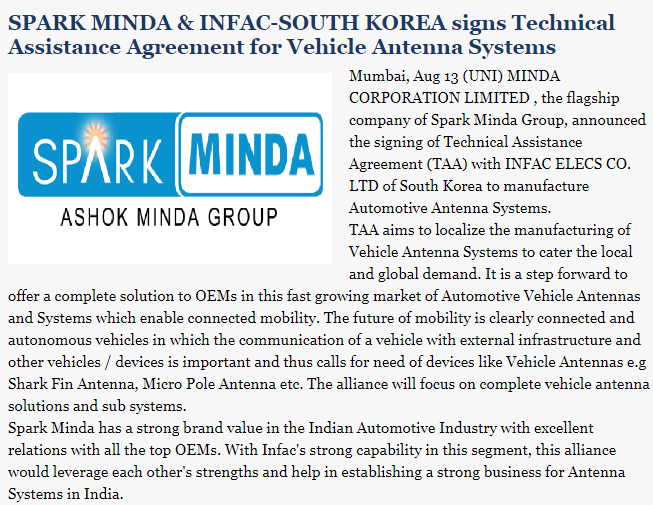 SPARK MINDA & INFAC-SOUTH KOREA signs Technical
Assistance Agreement for Vehicle Antenna Systems
SPARK MINDA
ASHOK MINDA GROUP
Mumbai, Aug 13 (UNI) MINDA
CORPORATION LIMITED , the flagship
company of Spark Minda Group, announced
the signing of Technical Assistance
Agreement (TAA) with INFAC ELECS CO.
LTD of South Korea to manufacture
Automotive Antenna Systems.
TAA aims to localize the manufacturing of
Vehicle Antenna Systems to cater the local
and global demand. It is a step forward to
offer a complete solution to OEMs in this fast growing market of Automotive Vehicle Antennas
and Systems which enable connected mobility. The future of mobility is clearly connected and
autonomous vehicles in which the communication of a vehicle with external infrastructure and
other vehicles / devices is important and thus calls for need of devices like Vehicle Antennas e.g
Shark Fin Antenna, Micro Pole Antenna etc. The alliance will focus on complete vehicle antenna
solutions and sub systems.
Spark Minda has a strong brand value in the Indian Automotive Industry with excellent
relations with all the top OEMs. With Infac's strong capability in this segment, this alliance
would leverage each other's strengths and help in establishing a strong business for Antenna
Systems in India.